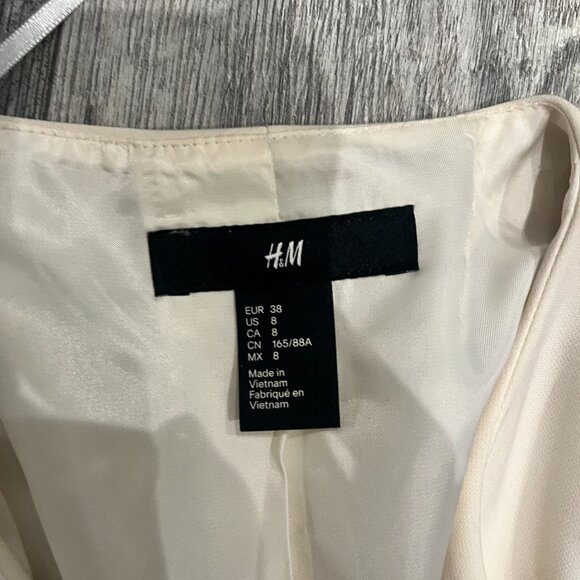 H&M
EUR 38
US 8
CA 8
CN 165/88A
MX 8
Made in
Vietnam
Fabriqué en
Vietnam